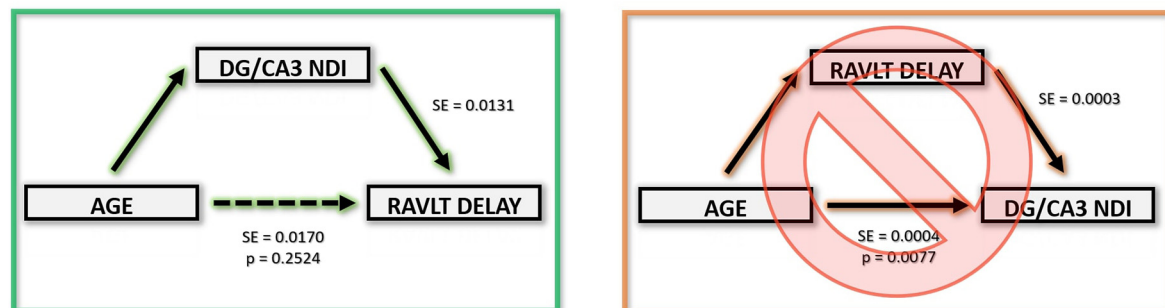 DG/CA3 NDI
SE = 0.0131
AGE
RAVLT DELAY
SE = 0.0170
p = 0.2524
RAVLT DELAY
SE = 0.0003
AGE
DG/CA3 NDI
SE = 0.0004
p = 0.0077